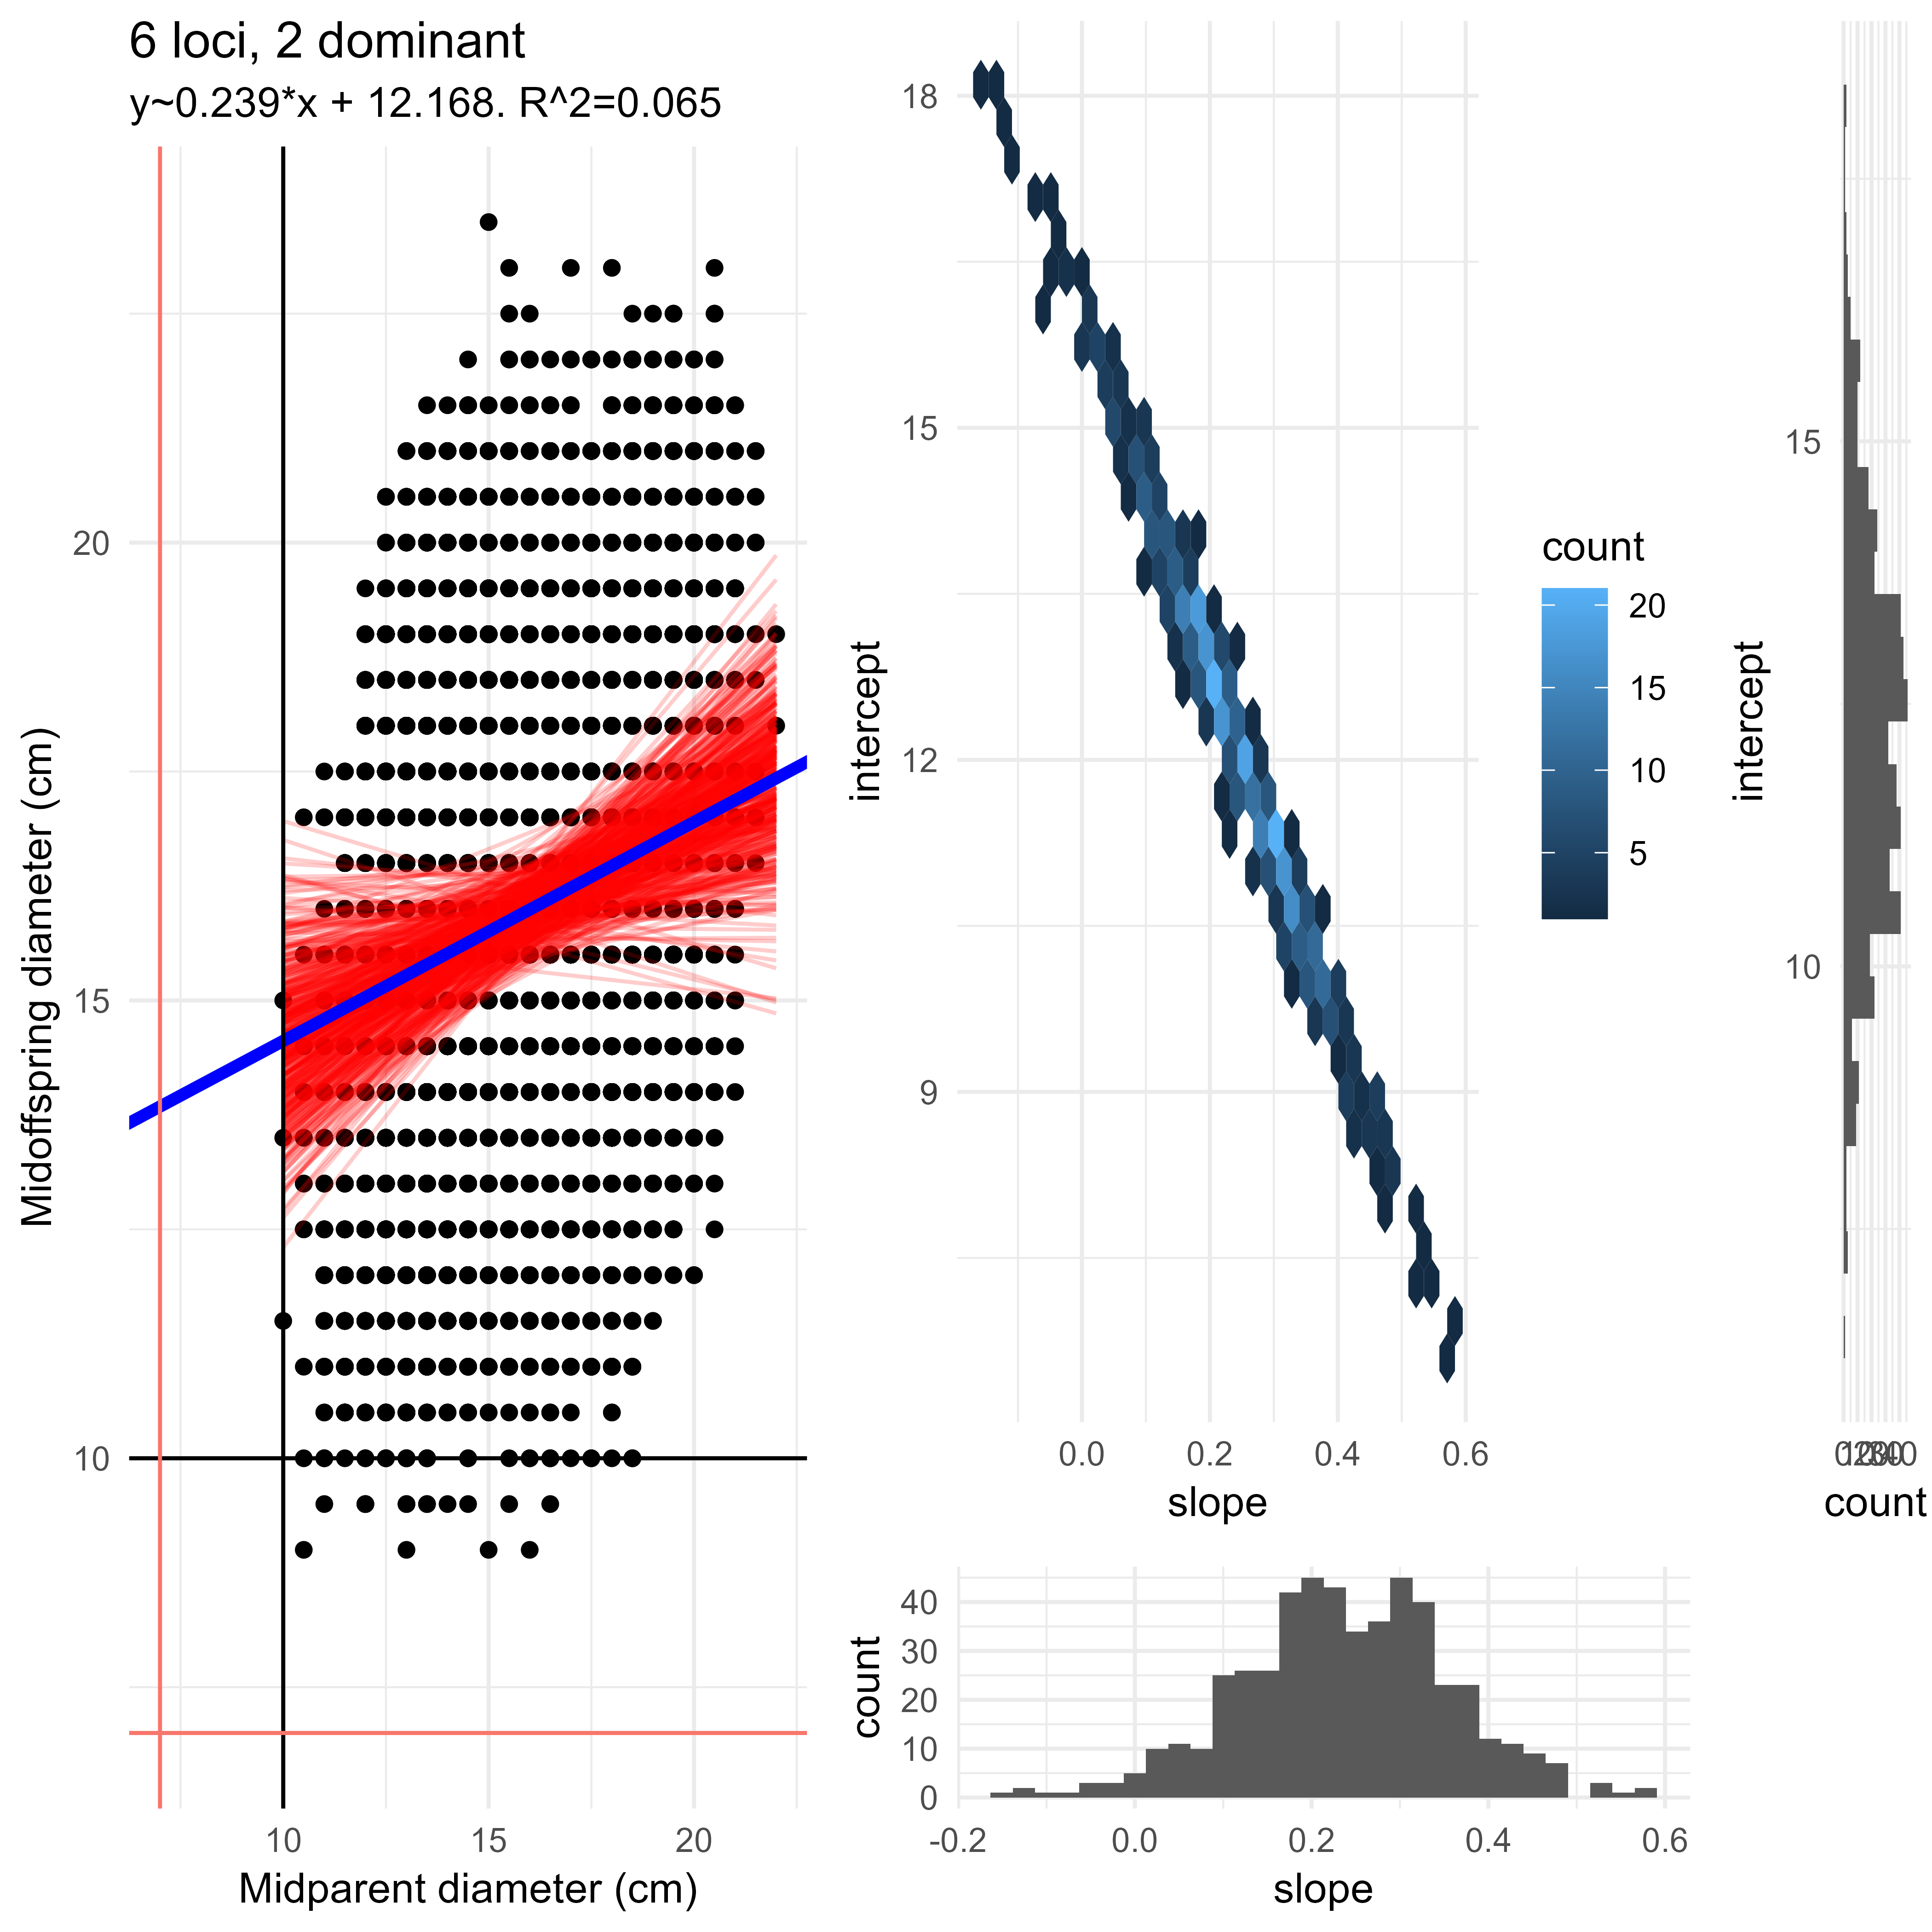 6 loci, 2 dominant
y~0.239*x + 12.168. R^2=0.065
Midoffspring diameter (cm)
20
15
10
10 15 20
Midparent diameter (cm)
intercept
18
15
12
9
0.0 0.2 0.4 0.6
slope
count
20
15
10
5
intercept
15
10
count
count
40
30
20
10
0
-0.2 0.0 0.2 0.4 0.6
slope